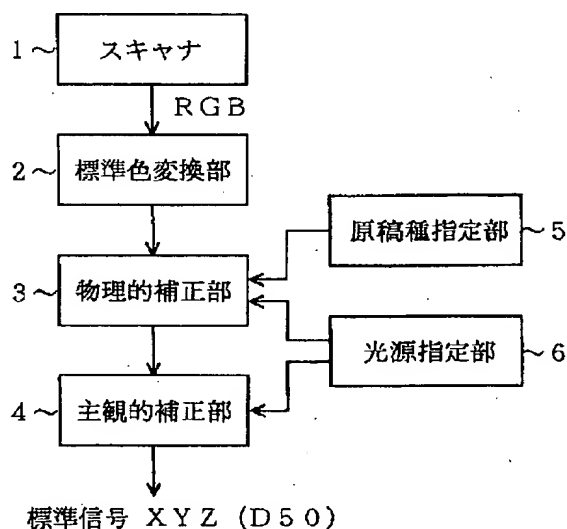 1～ スキャナ
RGB
2～ 標準色変換部
原稿種指定部 ～5
3～ 物理的補正部
光源指定部 ～6
4～ 主観的補正部
標準信号 XYZ (D50)